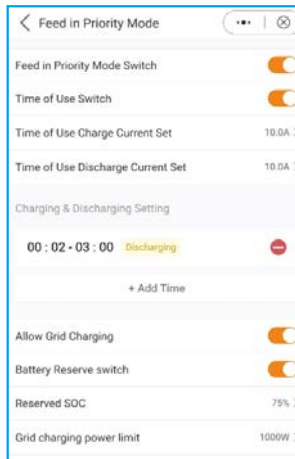 Feed in Priority Mode
Feed in Priority Mode Switch
Time of Use Switch
Time of Use Charge Current Set 10.0A
Time of Use Discharge Current Set 10.0A
Charging & Discharging Setting
00 : 02 - 03 : 00 Discharging
+ Add Time
Allow Grid Charging
Battery Reserve switch
Reserved SOC 75%
Grid charging power limit 1000W